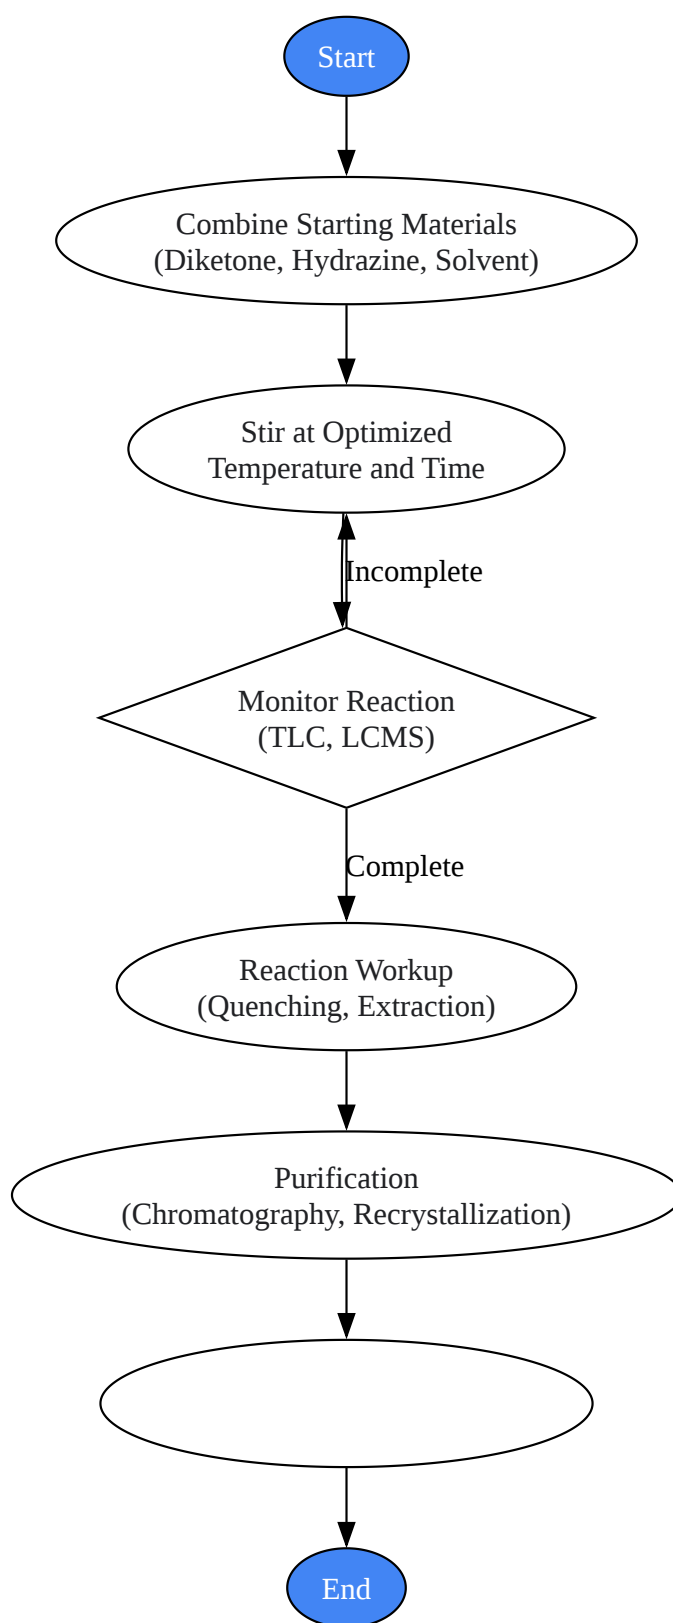 Start
Combine Starting Materials
(Diketone, Hydrazine, Solvent)
Stir at Optimized
Temperature and Time
Incomplete
Monitor Reaction
(TLC, LCMS)
Complete
Reaction Workup
(Quenching, Extraction)
Purification
(Chromatography, Recrystallization)
End